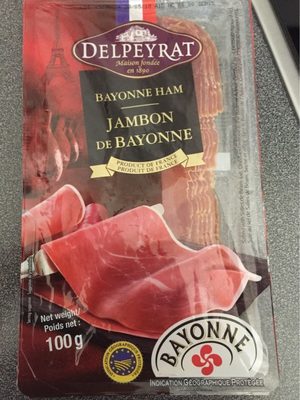 DELPEYRAT
Maison fondée
en 1890
BAYONNE HAM
JAMBON
DE BAYONNE
PRODUCT OF FRANCE
PRODUIT DE FRANCE
Net weight/
Poids net :
100 g
BAYONNE
INDICATION GÉOGRAPHIQUE PROTÉGÉE